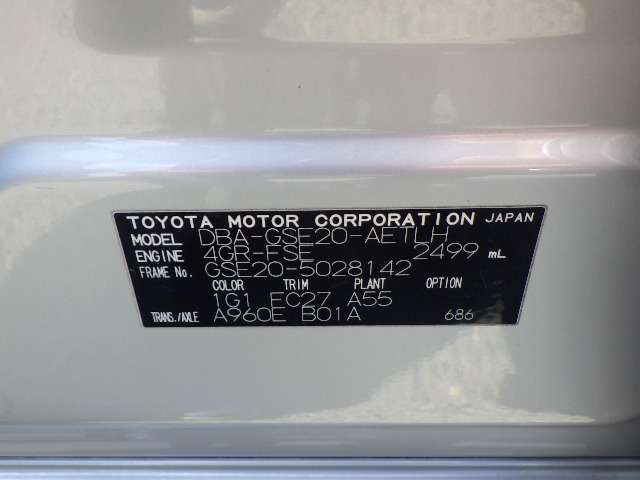 TOYOTA MOTOR CORPORATION JAPAN
MODEL DBA-GSE20-AETLH
ENGINE 4GR-FSE 2499 mL
FRAME No. GSE20-5028142
COLOR TRIM PLANT OPTION
1G1 EC27 A55
TRANS./AXLE A960E B01A 686